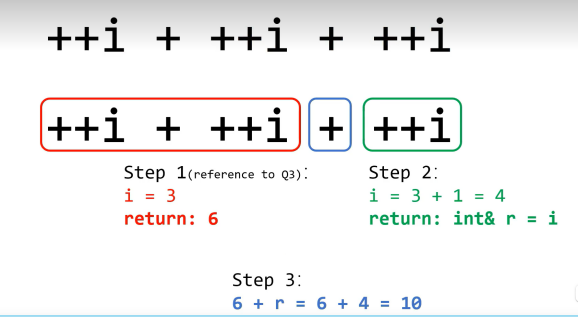 ++i + ++i + ++i
++i + ++i + ++i
Step 1(reference to Q3):
i = 3
return: 6
Step 2:
i = 3 + 1 = 4
return: int& r = i
Step 3:
6 + r = 6 + 4 = 10